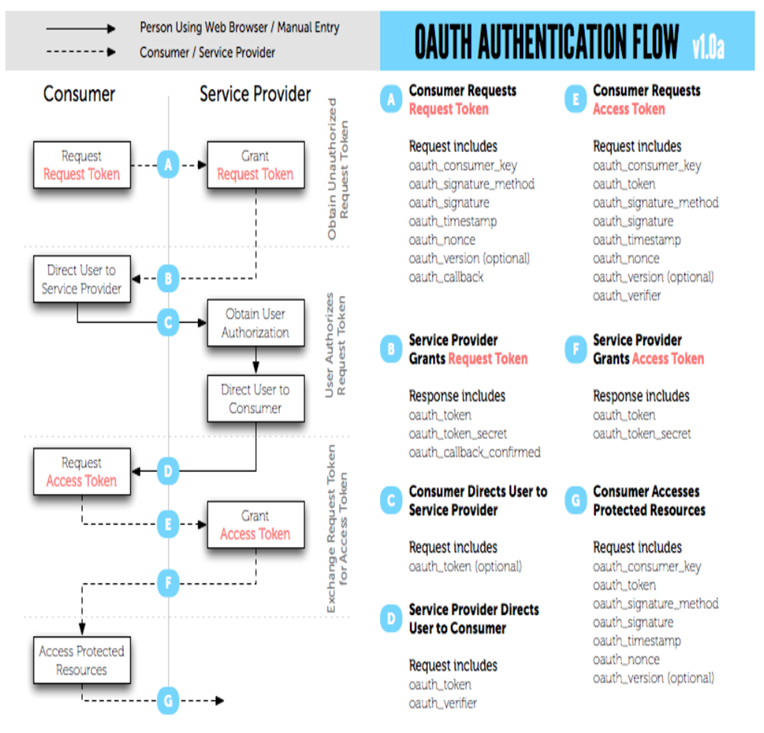 Person Using Web Browser / Manual Entry
Consumer / Service Provider
OAUTH AUTHENTICATION FLOW v1.0a
Consumer
Service Provider
Request
Request Token
A
Grant
Request Token
Obtain Unauthorized
Request Token
Direct User to
Service Provider
B
C
Obtain User
Authorization
Direct User to
Consumer
User Authorizes
Request Token
Request
Access Token
D
E
Grant
Access Token
F
Exchange Request Token
for Access Token
Access Protected
Resources
G
A
Consumer Requests
Request Token
Request includes
oauth_consumer_key
oauth_signature_method
oauth_signature
oauth_timestamp
oauth_nonce
oauth_version (optional)
oauth_callback
B
Service Provider
Grants Request Token
Response includes
oauth_token
oauth_token_secret
oauth_callback_confirmed
C
Consumer Directs User to
Service Provider
Request includes
oauth_token (optional)
D
Service Provider Directs
User to Consumer
Request includes
oauth_token
oauth_verifier
E
Consumer Requests
Access Token
Request includes
oauth_consumer_key
oauth_token
oauth_signature_method
oauth_signature
oauth_timestamp
oauth_nonce
oauth_version (optional)
oauth_verifier
F
Service Provider
Grants Access Token
Response includes
oauth_token
oauth_token_secret
G
Consumer Accesses
Protected Resources
Request includes
oauth_consumer_key
oauth_token
oauth_signature_method
oauth_signature
oauth_timestamp
oauth_nonce
oauth_version (optional)